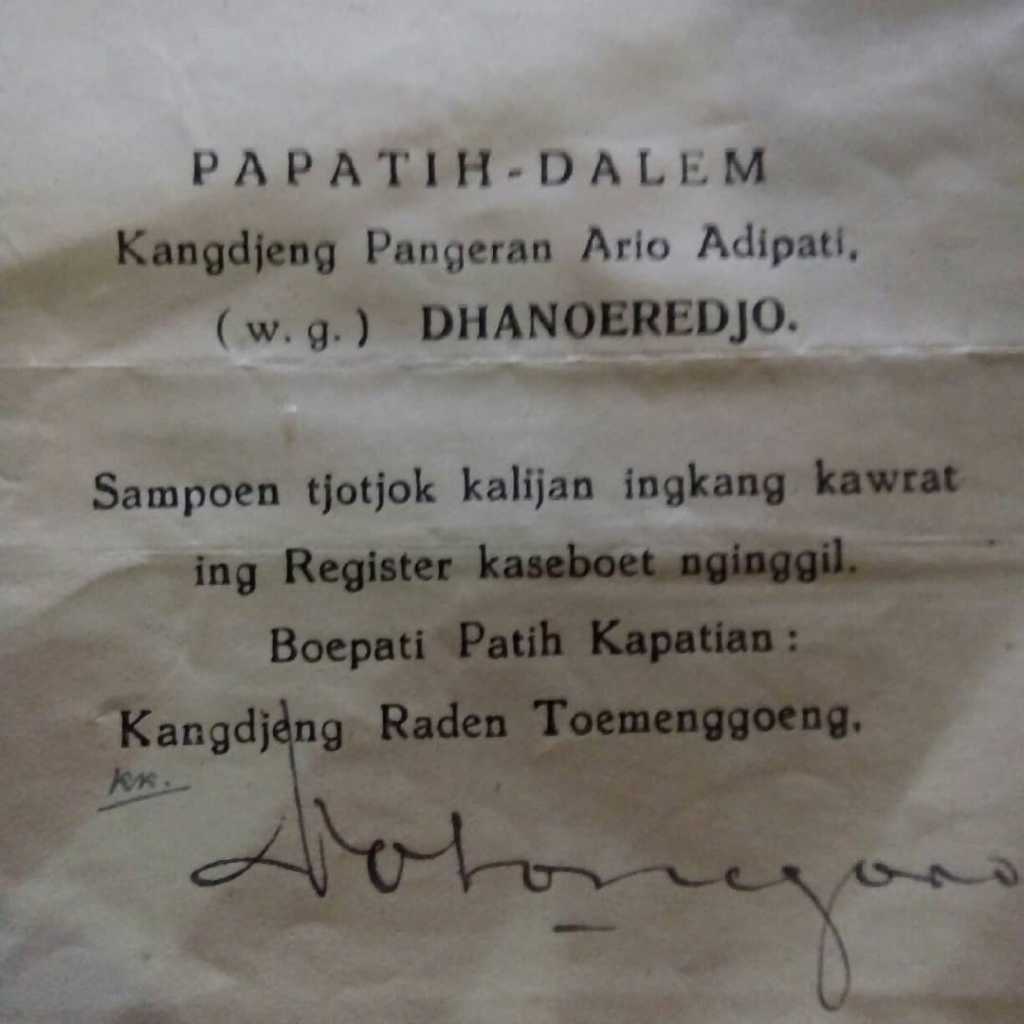 PAPATIH-DALEM
Kangdjeng Pangeran Ario Adipati,
(w. g.) DHANOEREDJO.
Sampoen tjotjok kalijan ingkang kawrat
ing Register kaseboet nginggil.
Boepati Patih Kapatian :
Kangdjeng Raden Toemenggoeng,